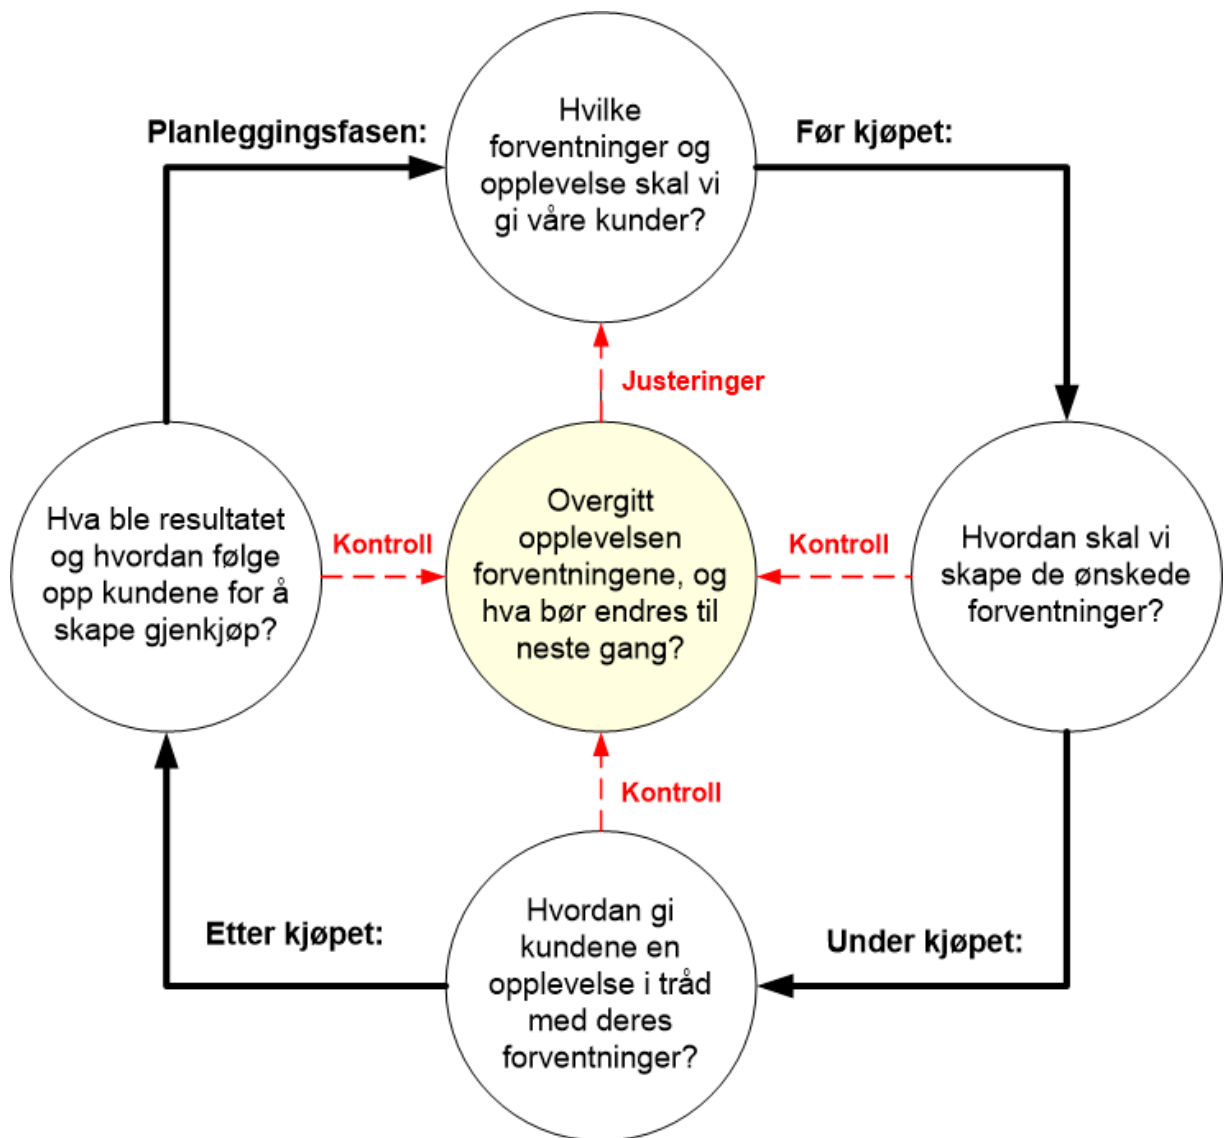 Hvilke
forventninger og
opplevelse skal vi
gi våre kunder?
Planleggingsfasen:
Før kjøpet:
Justeringer
Hva ble resultatet
og hvordan følge
opp kundene for å
skape gjenkjøp?
Kontroll
Overgitt
opplevelsen
forventningene, og
hva bør endres til
neste gang?
Kontroll
Hvordan skal vi
skape de ønskede
forventninger?
Kontroll
Etter kjøpet:
Hvordan gi
kundene en
opplevelse i tråd
med deres
forventninger?
Under kjøpet: